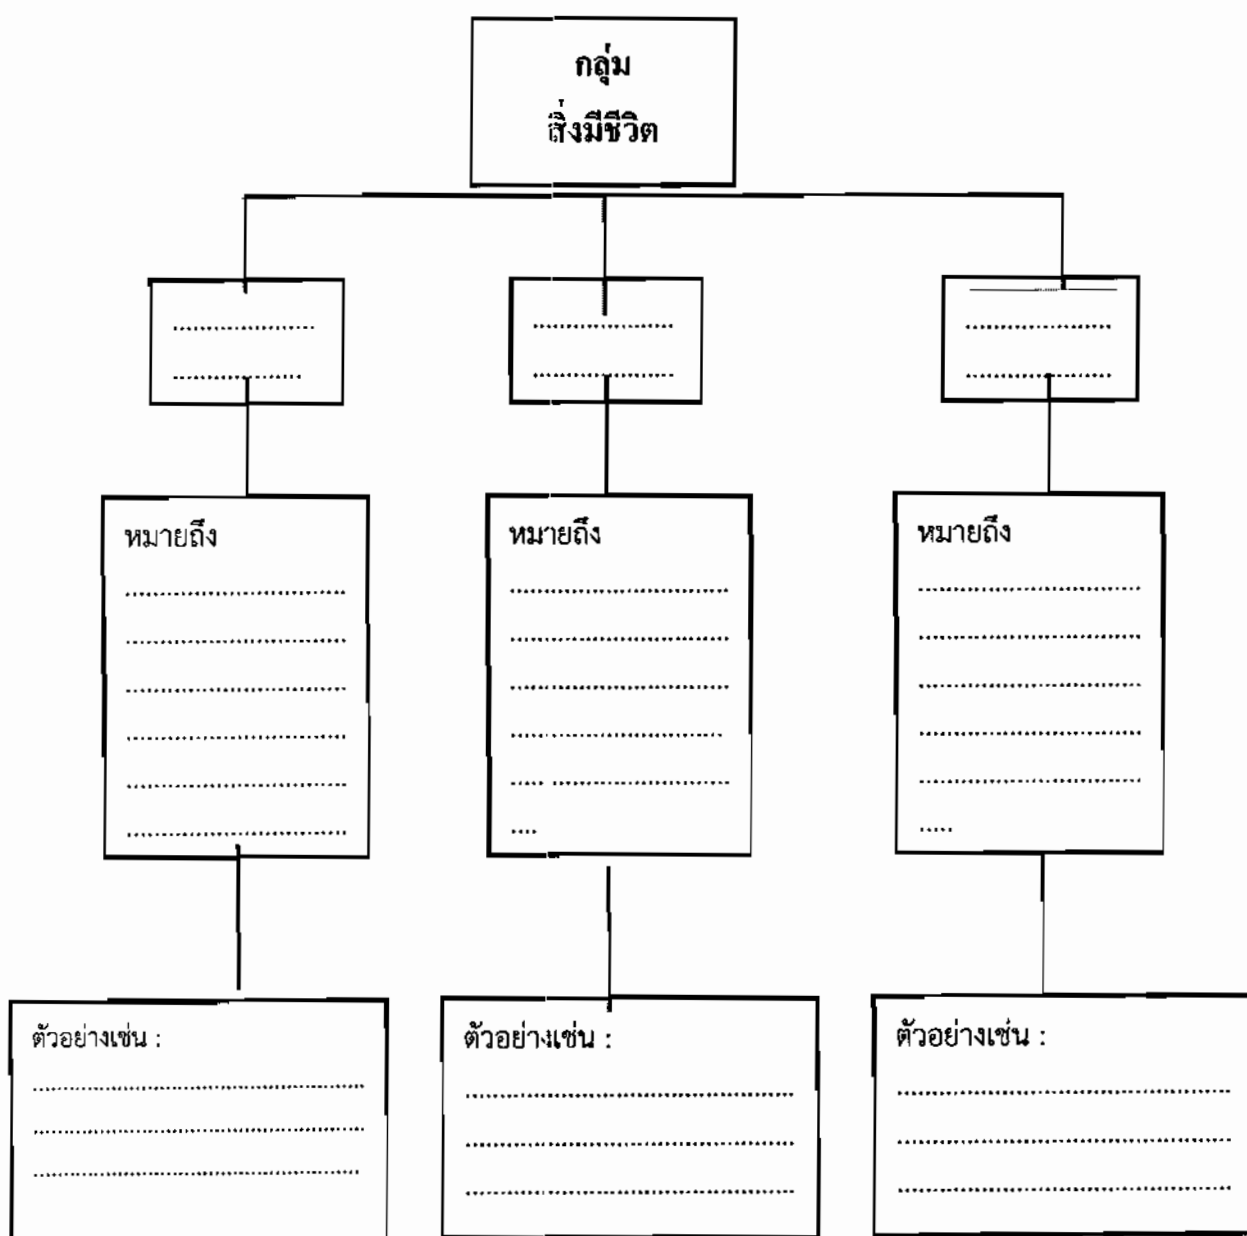 กลุ่ม
สิ่งมีชีวิต
หมายถึง
หมายถึง
หมายถึง
ตัวอย่างเช่น :
ตัวอย่างเช่น :
ตัวอย่างเช่น :